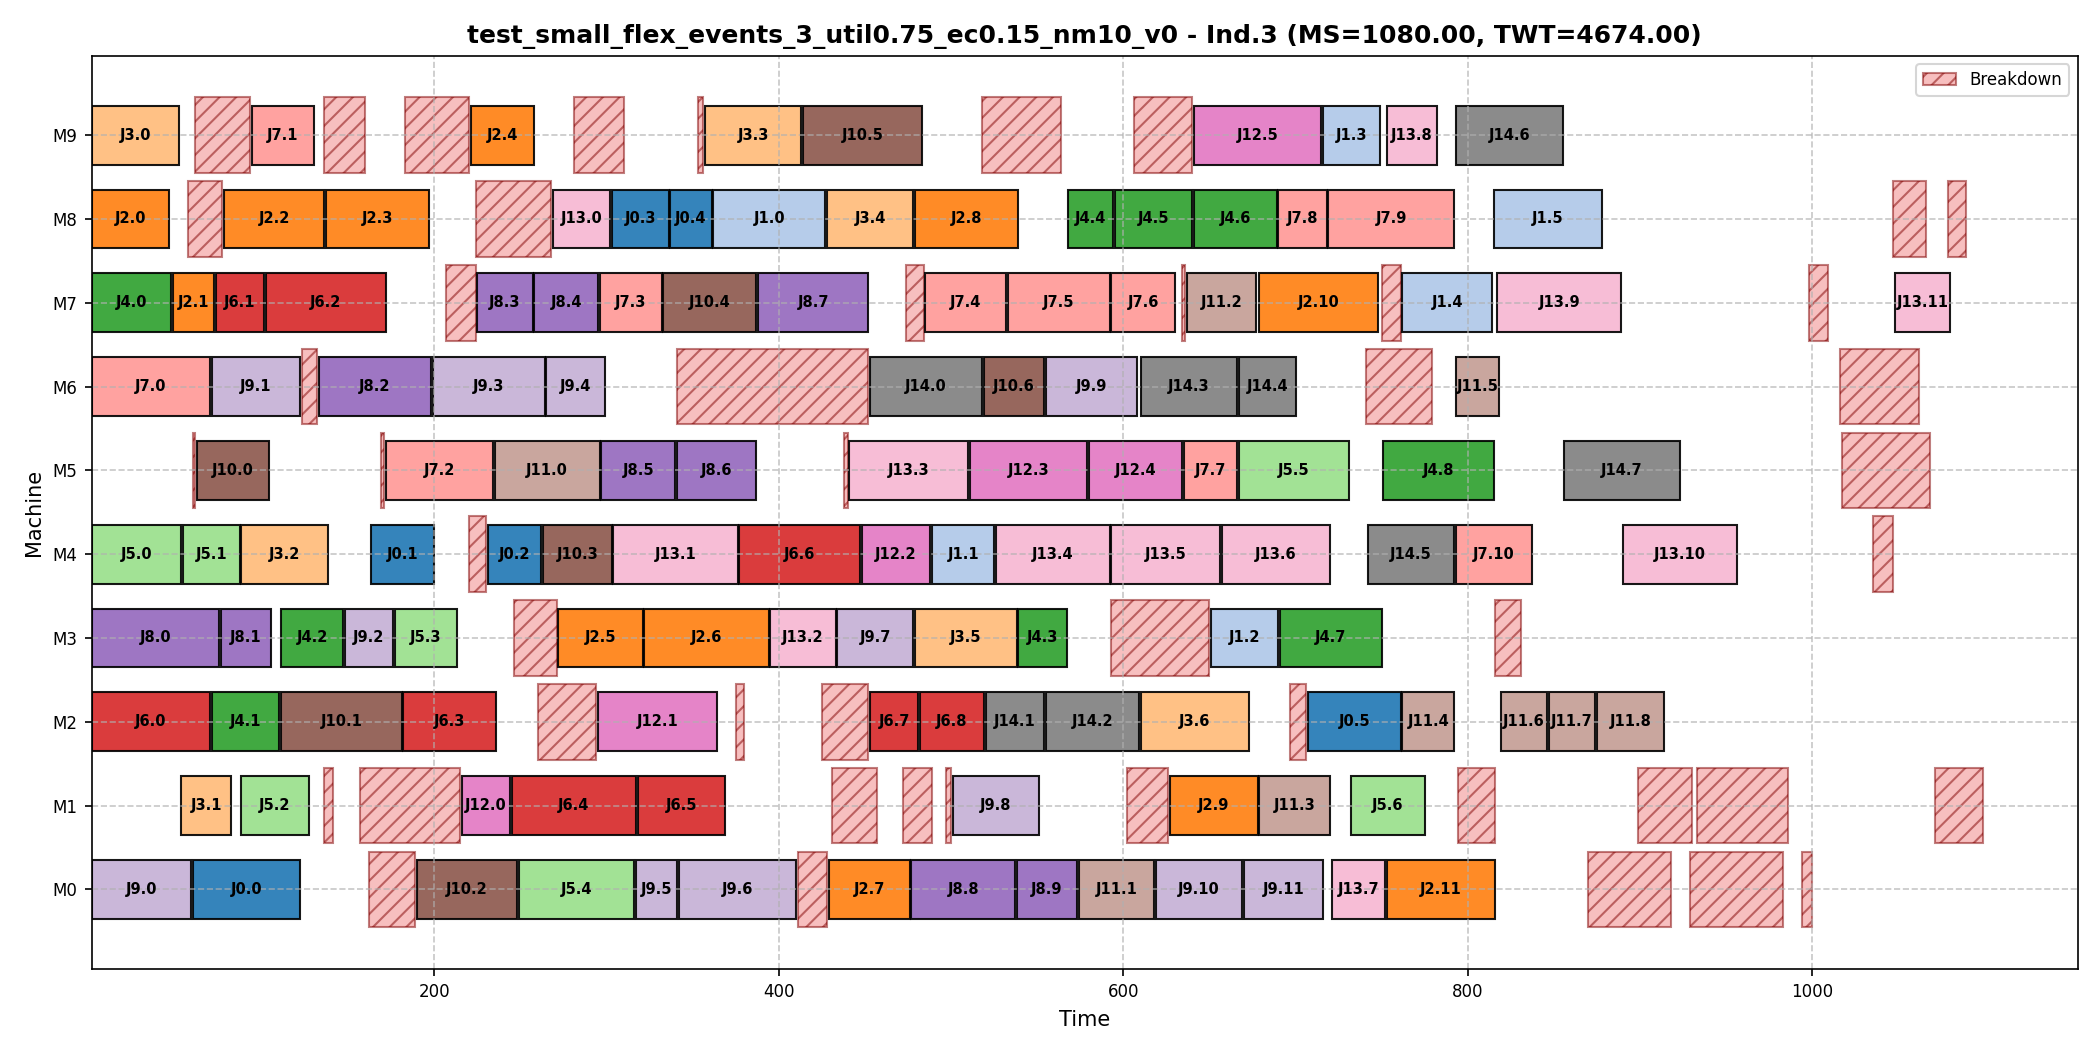 test_small_flex_events_3_util0.75_ec0.15_nm10_v0 - Ind.3 (MS=1080.00, TWT=4674.00)
Breakdown
M9 J3.0 J7.1 J2.4 J3.3 J10.5 J12.5 J1.3 J13.8 J14.6
M8 J2.0 J2.2 J2.3 J13.0 J0.3 J0.4 J1.0 J3.4 J2.8 J4.4 J4.5 J4.6 J7.8 J7.9 J1.5
M7 J4.0 J2.1 J6.1 J6.2 J8.3 J8.4 J7.3 J10.4 J8.7 J7.4 J7.5 J7.6 J11.2 J2.10 J1.4 J13.9 J13.11
M6 J7.0 J9.1 J8.2 J9.3 J9.4 J14.0 J10.6 J9.9 J14.3 J14.4 J11.5
M5 J10.0 J7.2 J11.0 J8.5 J8.6 J13.3 J12.3 J12.4 J7.7 J5.5 J4.8 J14.7
M4 J5.0 J5.1 J3.2 J0.1 J0.2 J10.3 J13.1 J6.6 J12.2 J1.1 J13.4 J13.5 J13.6 J14.5 J7.10 J13.10
M3 J8.0 J8.1 J4.2 J9.2 J5.3 J2.5 J2.6 J13.2 J9.7 J3.5 J4.3 J1.2 J4.7
M2 J6.0 J4.1 J10.1 J6.3 J12.1 J6.7 J6.8 J14.1 J14.2 J3.6 J0.5 J11.4 J11.6 J11.7 J11.8
M1 J3.1 J5.2 J12.0 J6.4 J6.5 J9.8 J2.9 J11.3 J5.6
M0 J9.0 J0.0 J10.2 J5.4 J9.5 J9.6 J2.7 J8.8 J8.9 J11.1 J9.10 J9.11 J13.7 J2.11
Machine
200 400 600 800 1000
Time